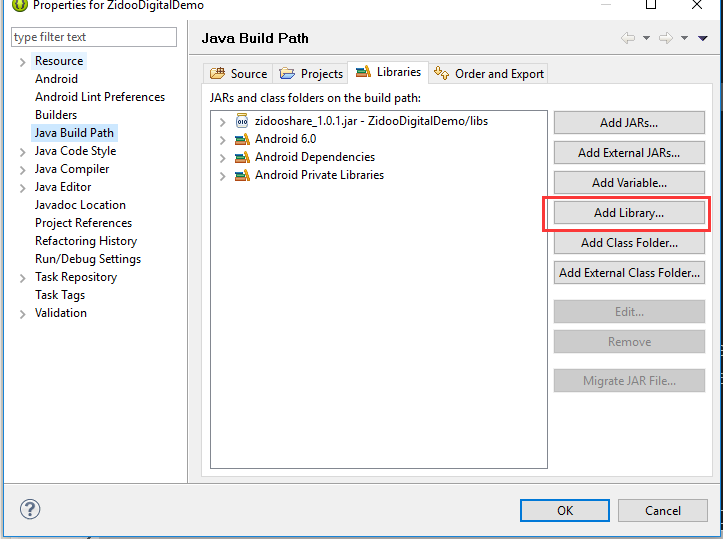 Properties for ZidooDigitalDemo
type filter text
Resource
Android
Android Lint Preferences
Builders
Java Build Path
Java Code Style
Java Compiler
Java Editor
Javadoc Location
Project References
Refactoring History
Run/Debug Settings
Task Repository
Task Tags
Validation
Java Build Path
Source Projects Libraries Order and Export
JARs and class folders on the build path:
zidooshare_1.0.1.jar - ZidooDigitalDemo/libs
Android 6.0
Android Dependencies
Android Private Libraries
Add JARs...
Add External JARs...
Add Variable...
Add Library...
Add Class Folder...
Add External Class Folder...
Edit...
Remove
Migrate JAR File...
OK Cancel